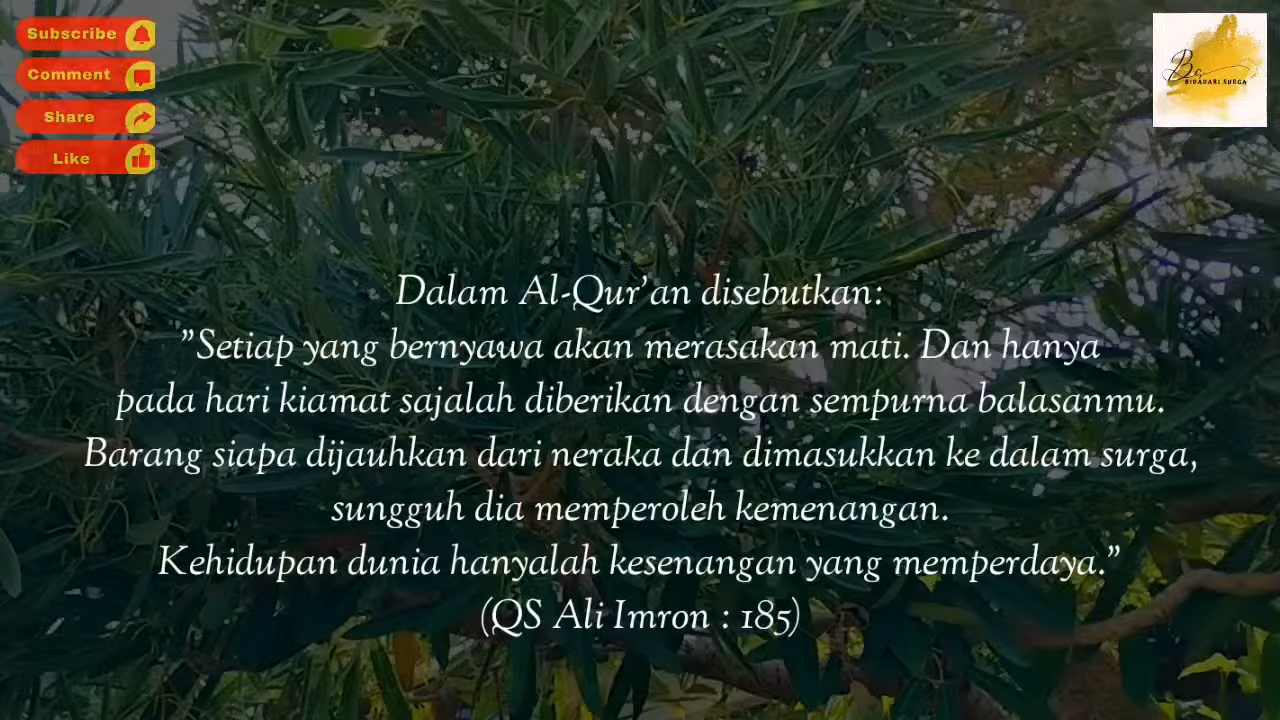 Subscribe
Comment
Share
Like
Bs
BIDADARI SURGA
Dalam Al-Qur'an disebutkan:
"Setiap yang bernyawa akan merasakan mati. Dan hanya
pada hari kiamat sajalah diberikan dengan sempurna balasanmu.
Barang siapa dijauhkan dari neraka dan dimasukkan ke dalam surga,
sungguh dia memperoleh kemenangan.
Kehidupan dunia hanyalah kesenangan yang memperdaya."
(QS Ali Imron : 185)